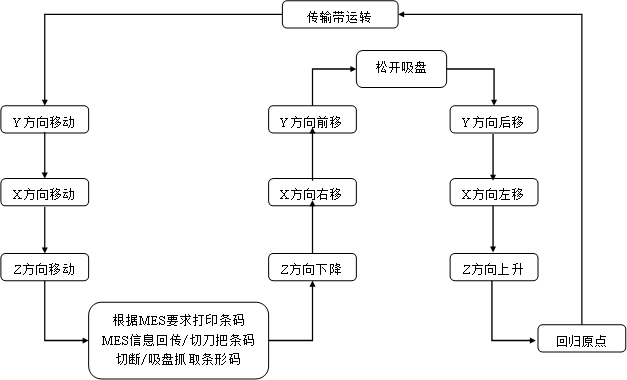 传输带运转
松开吸盘
Y方向移动
Y方向前移
Y方向后移
X方向移动
X方向右移
X方向左移
Z方向移动
Z方向下降
Z方向上升
根据MES要求打印条码
MES信息回传/切刀把条码
切断/吸盘抓取条形码
回归原点